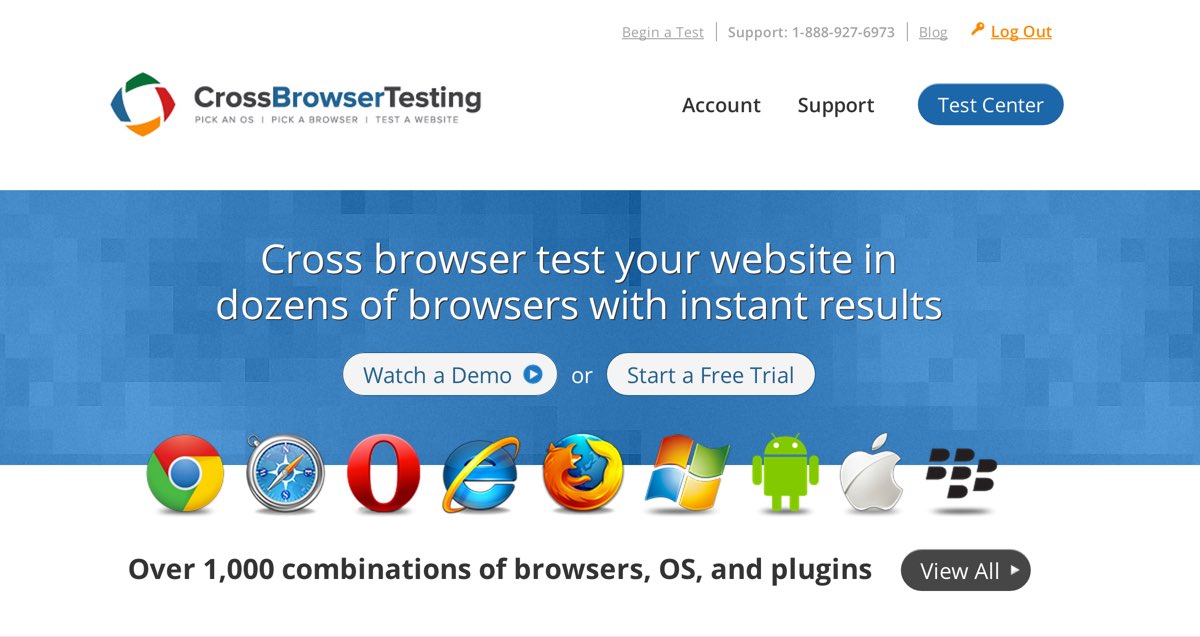 Begin a Test | Support: 1-888-927-6973 | Blog Log Out
CrossBrowserTesting
PICK AN OS | PICK A BROWSER | TEST A WEBSITE
Account Support Test Center
Cross browser test your website in
dozens of browsers with instant results
Watch a Demo or Start a Free Trial
Over 1,000 combinations of browsers, OS, and plugins View All